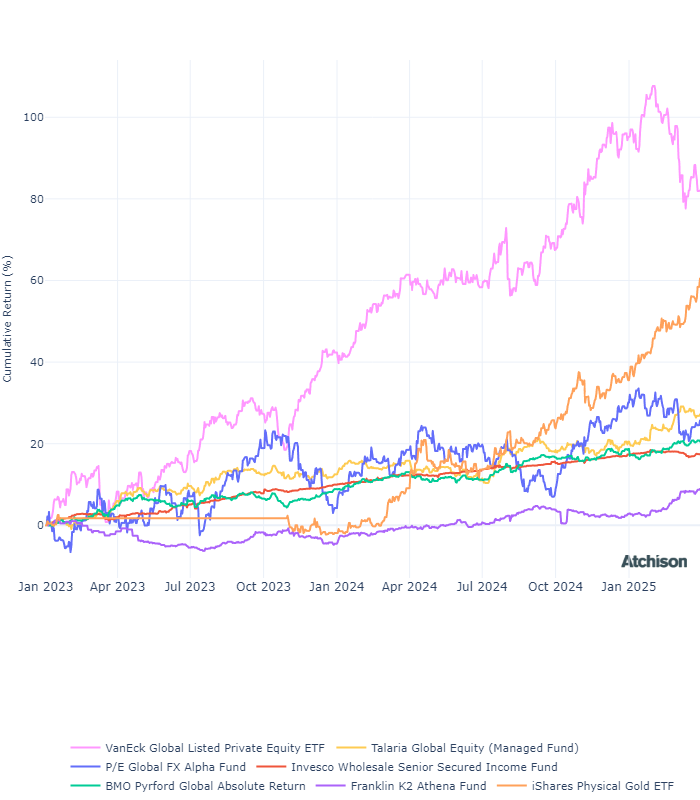 100
80
60
40
20
0
Cumulative Return (%)
Jan 2023 Apr 2023 Jul 2023 Oct 2023 Jan 2024 Apr 2024 Jul 2024 Oct 2024 Jan 2025
Atchison
VanEck Global Listed Private Equity ETF Talaria Global Equity (Managed Fund)
P/E Global FX Alpha Fund Invesco Wholesale Senior Secured Income Fund
BMO Pyrford Global Absolute Return Franklin K2 Athena Fund iShares Physical Gold ETF